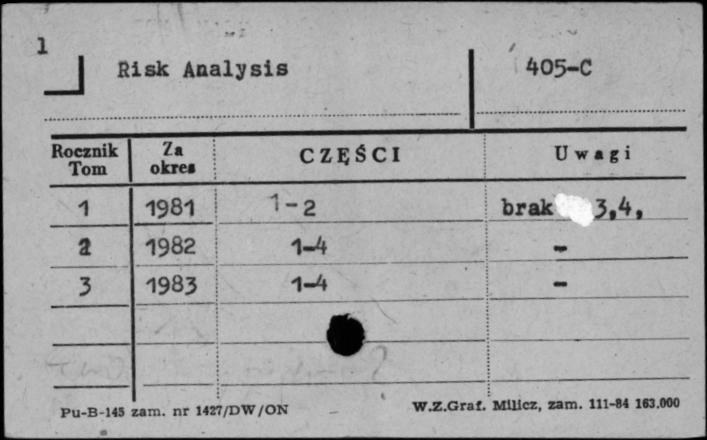 1
Risk Analysis 405-C
Rocznik Tom Za okres CZĘŚCI Uwagi
1 1981 1-2 brak 3,4,
2 1982 1-4 -
3 1983 1-4 -
Pu-B-145 zam. nr 1427/DW/ON W.Z.Graf. Milicz, zam. 111-84 163.000